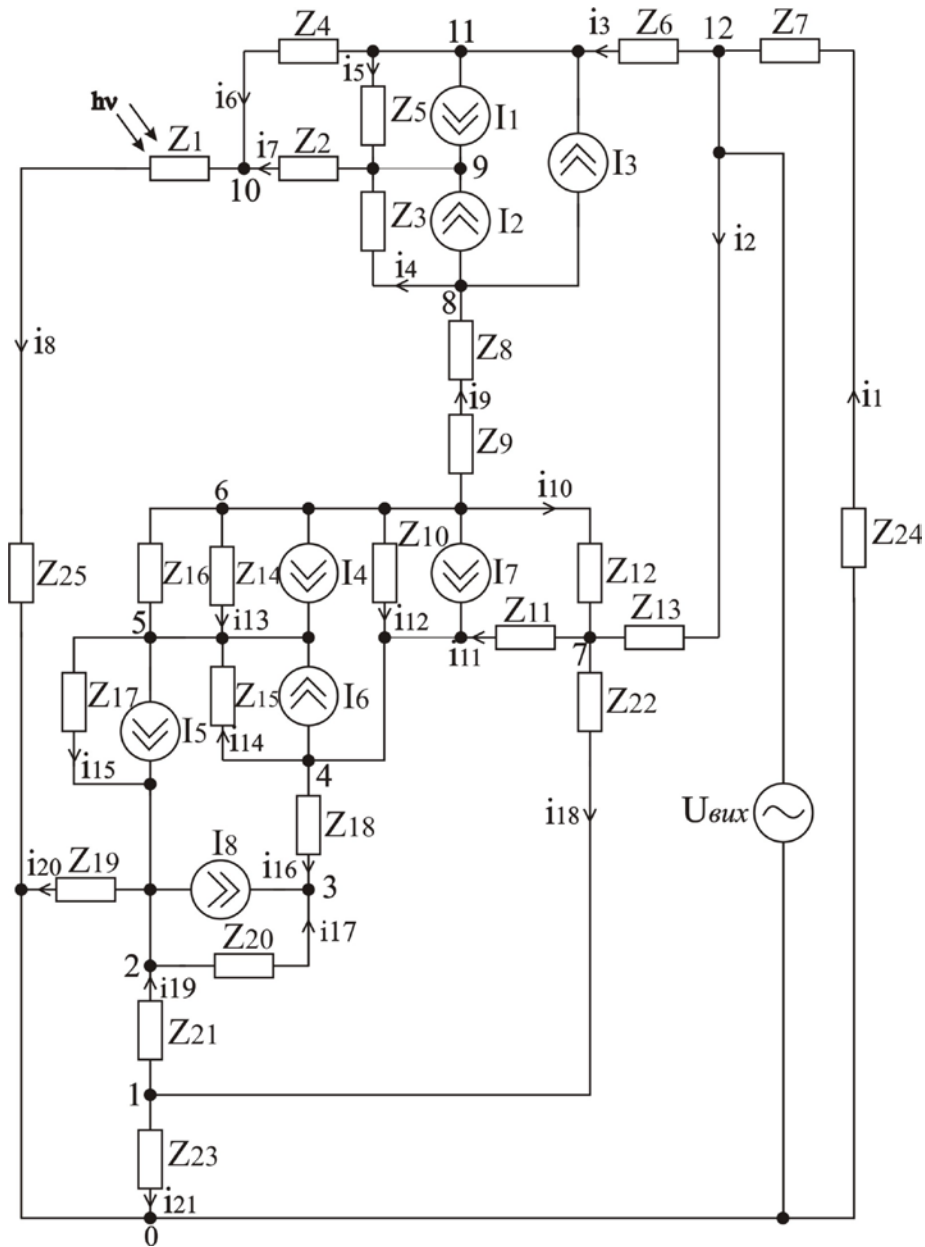 Z4 11 i3 Z6 12 Z7
i5
i6
hν Z1 i7 Z2 Z5 I1 I3
10 9
Z3 I2 i2
i4
8
i8 Z8
i9 i1
Z9
6 i10
Z10 Z24
Z25 Z16 Z14 I4 I7 Z12
5 i13 i12 Z11 Z13
i11 7
Z17 Z15 I6 Z22
I5 i14
i15 4
Z18 i18 Uвих
i20 Z19 I8 i16
3
i17
Z20
2
i19
Z21
1
Z23
i21
0